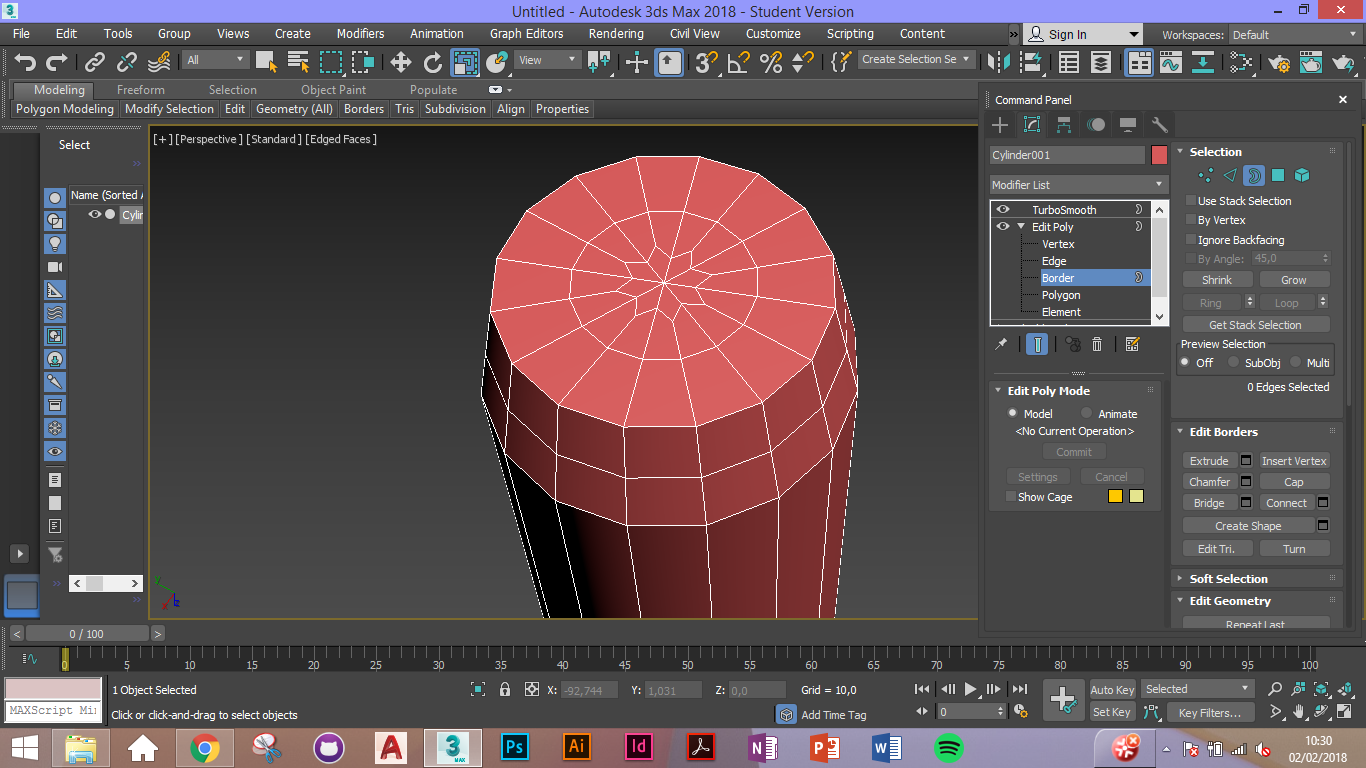 Untitled - Autodesk 3ds Max 2018 - Student Version
File Edit Tools Group Views Create Modifiers Animation Graph Editors Rendering Civil View Customize Scripting Content » Sign In Workspaces: Default
All View Create Selection Se
Modeling Freeform Selection Object Paint Populate
Polygon Modeling Modify Selection Edit Geometry (All) Borders Tris Subdivision Align Properties
Command Panel
Select
[+] [Perspective] [Standard] [Edged Faces]
Name (Sorted A
Cylin
Cylinder001
Modifier List
TurboSmooth
Edit Poly
Vertex
Edge
Border
Polygon
Element
Edit Poly Mode
Model Animate
<No Current Operation>
Commit
Settings Cancel
Show Cage
Selection
Use Stack Selection
By Vertex
Ignore Backfacing
By Angle: 45,0
Shrink Grow
Ring Loop
Get Stack Selection
Preview Selection
Off SubObj Multi
0 Edges Selected
Edit Borders
Extrude Insert Vertex
Chamfer Cap
Bridge Connect
Create Shape
Edit Tri. Turn
Soft Selection
Edit Geometry
Repeat Last
y
x
z
< 0 / 100 >
0 5 10 15 20 25 30 35 40 45 50 55 60 65 70 75 80 85 90 95 100
1 Object Selected X: -92,744 Y: 1,031 Z: 0,0 Grid = 10,0 Auto Key Selected
MAXScript Mi
Click or click-and-drag to select objects Add Time Tag 0 Set Key Key Filters...
3 MAX Ps Ai Id N P W
10:30
02/02/2018